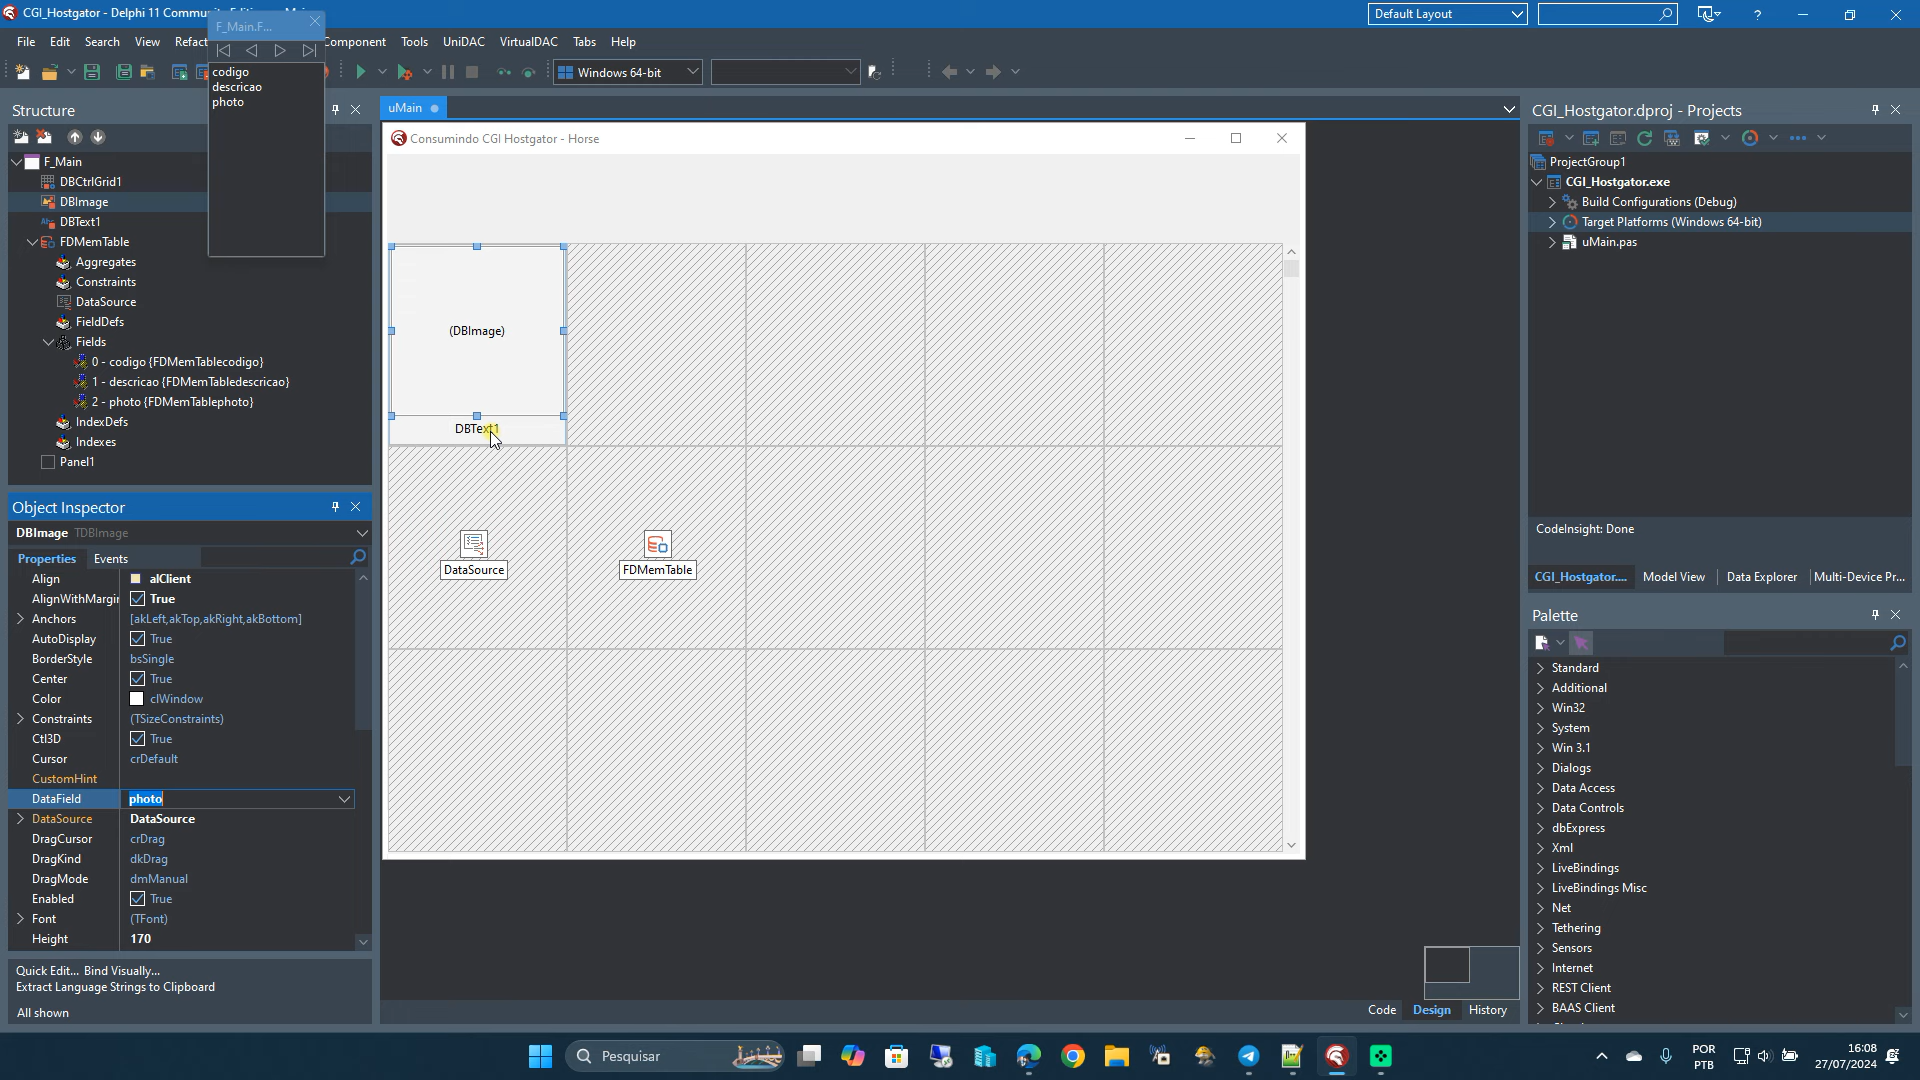 CGI_Hostgator - Delphi 11 Community
Default Layout
?
F_Main.F...
File Edit Search View Refact Component Tools UniDAC VirtualDAC Tabs Help
codigo
descricao
photo
Windows 64-bit
Structure
F_Main
DBCtrlGrid1
DBImage
DBText1
FDMemTable
Aggregates
Constraints
DataSource
FieldDefs
Fields
0 - codigo {FDMemTablecodigo}
1 - descricao {FDMemTabledescricao}
2 - photo {FDMemTablephoto}
IndexDefs
Indexes
Panel1
Object Inspector
DBImage TDBImage
Properties Events
Align alClient
AlignWithMargin True
Anchors [akLeft,akTop,akRight,akBottom]
AutoDisplay True
BorderStyle bsSingle
Center True
Color clWindow
Constraints (TSizeConstraints)
Ctl3D True
Cursor crDefault
CustomHint
DataField photo
DataSource DataSource
DragCursor crDrag
DragKind dkDrag
DragMode dmManual
Enabled True
Font (TFont)
Height 170
Quick Edit... Bind Visually...
Extract Language Strings to Clipboard
All shown
uMain
Consumindo CGI Hostgator - Horse
(DBImage)
DBText1
DataSource
FDMemTable
Code Design History
CGI_Hostgator.dproj - Projects
ProjectGroup1
CGI_Hostgator.exe
Build Configurations (Debug)
Target Platforms (Windows 64-bit)
uMain.pas
CodeInsight: Done
CGI_Hostgator.... Model View Data Explorer Multi-Device Pr...
Palette
Standard
Additional
Win32
System
Win 3.1
Dialogs
Data Access
Data Controls
dbExpress
Xml
LiveBindings
LiveBindings Misc
Net
Tethering
Sensors
Internet
REST Client
BAAS Client
Pesquisar
POR
PTB
16:08
27/07/2024